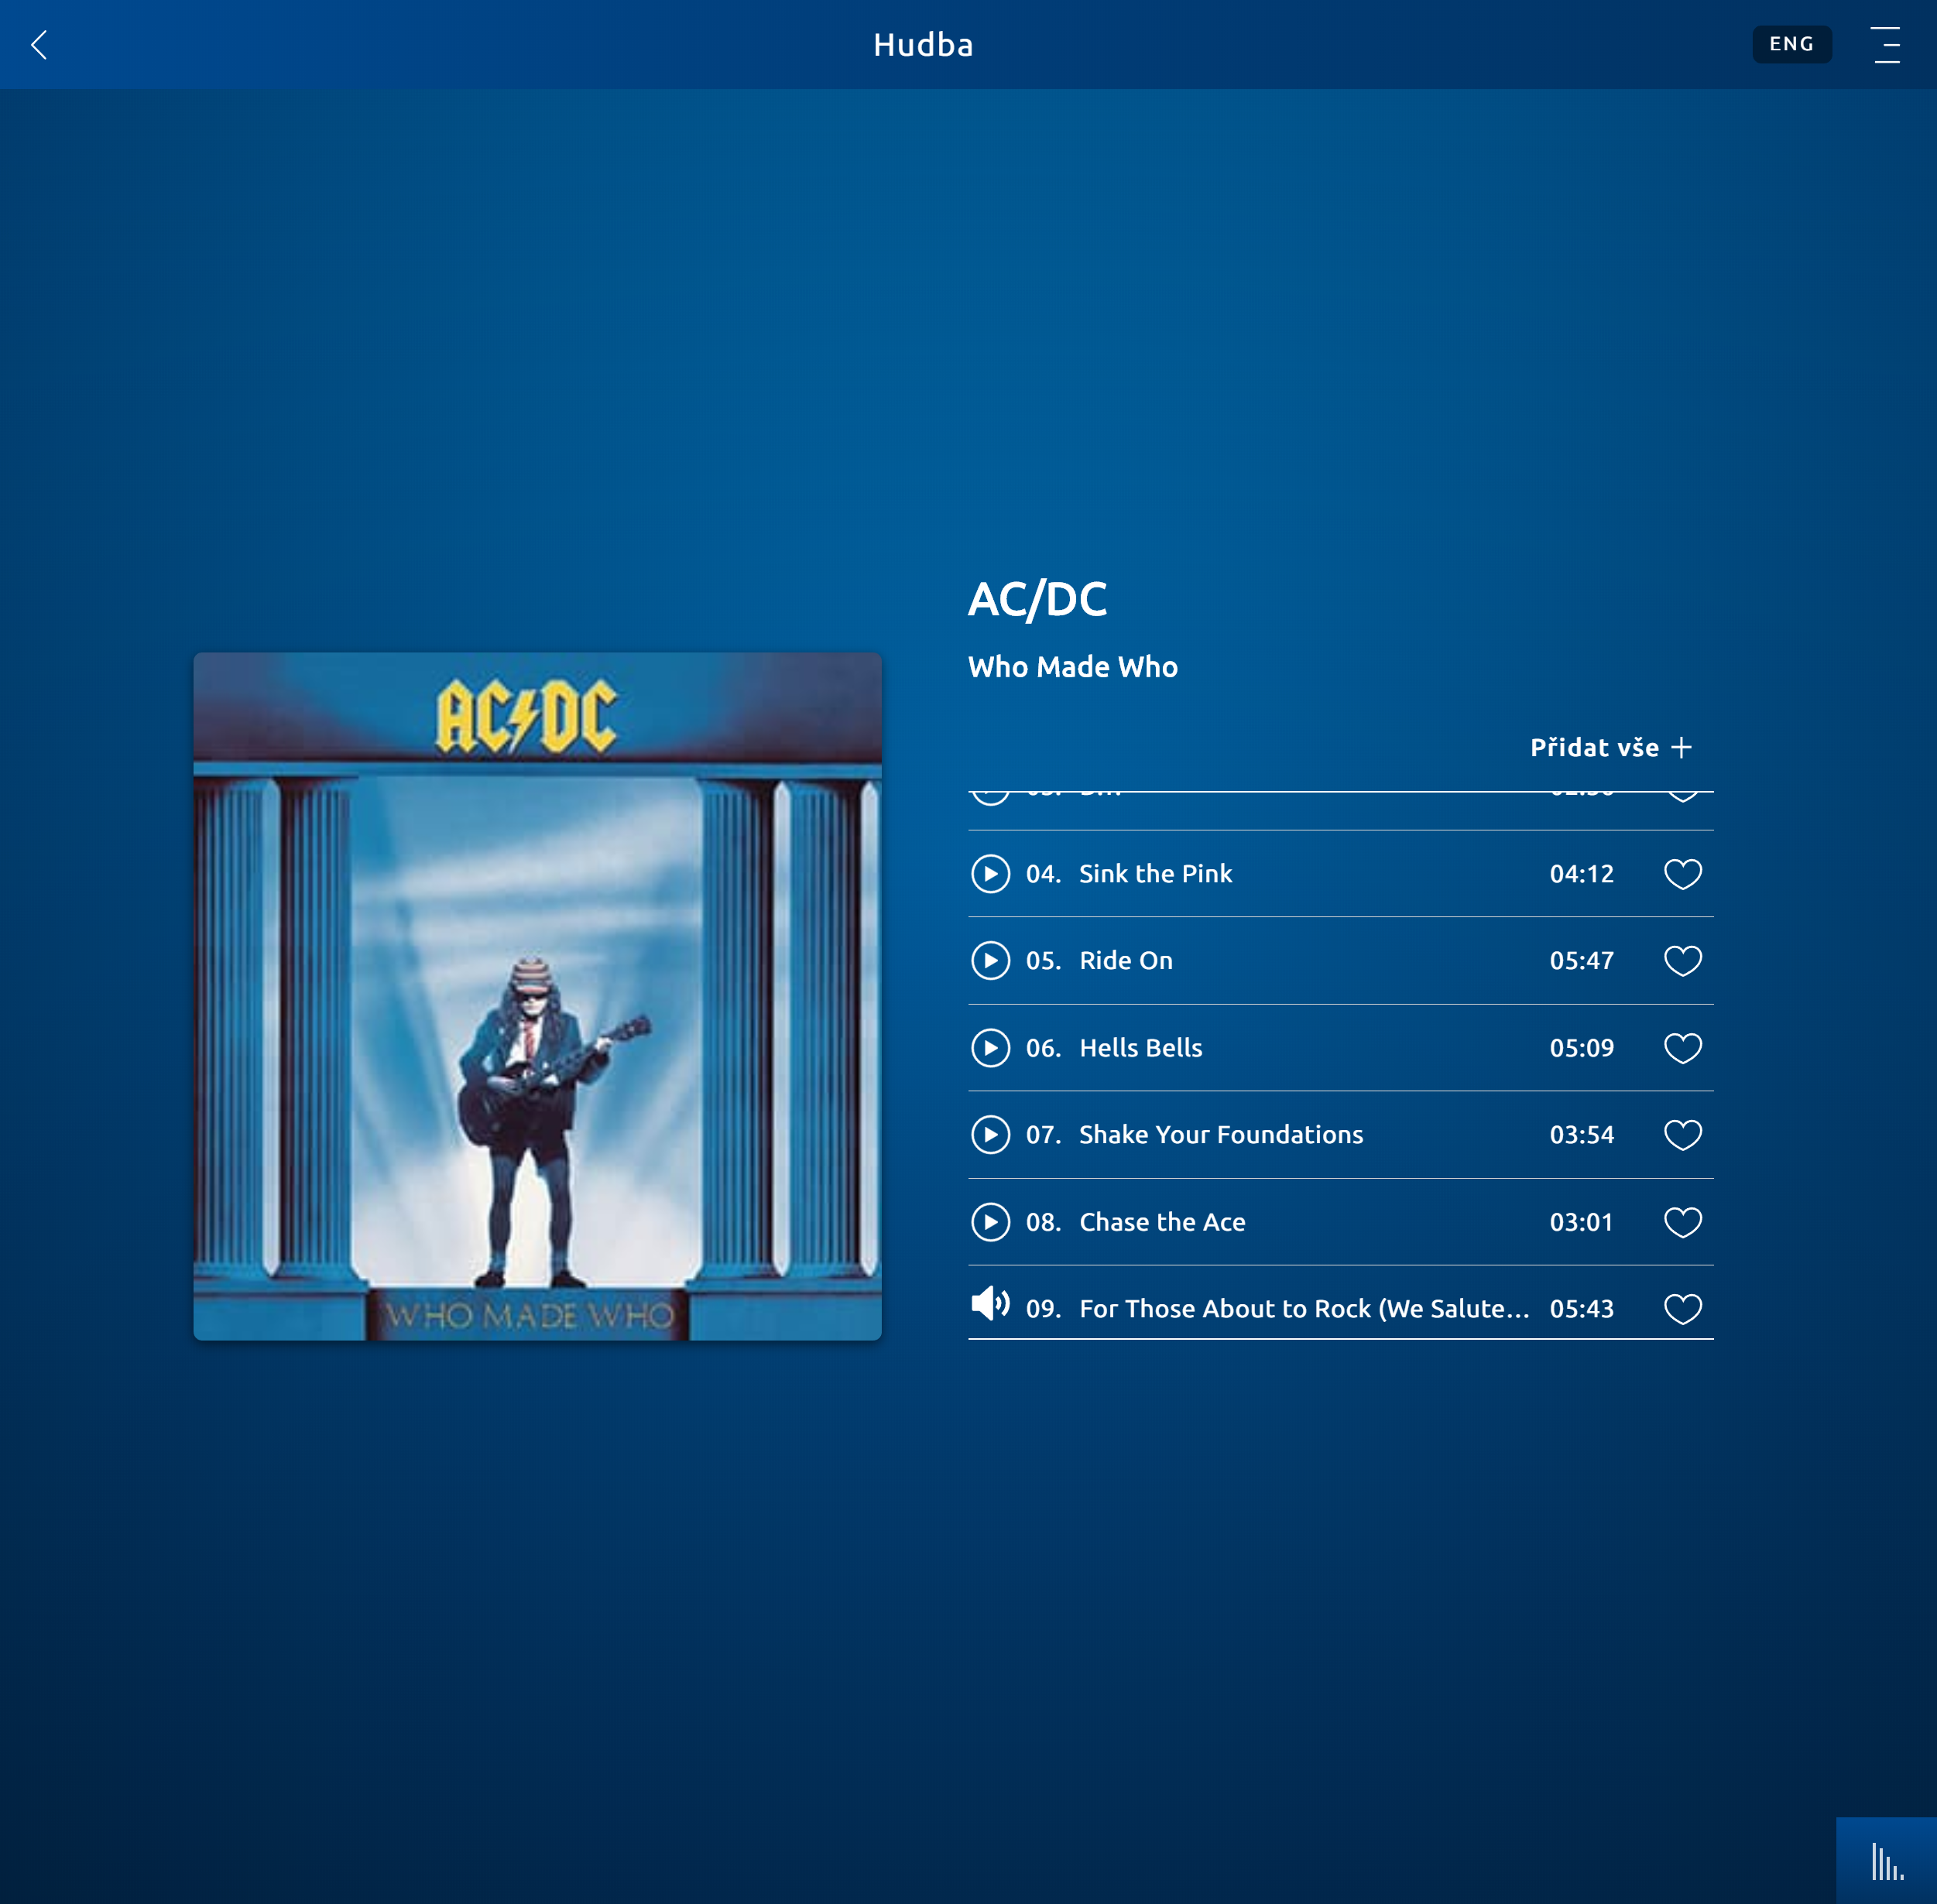 Hudba
ENG
AC/DC
Who Made Who
Přidat vše
04. Sink the Pink 04:12
05. Ride On 05:47
06. Hells Bells 05:09
07. Shake Your Foundations 03:54
08. Chase the Ace 03:01
09. For Those About to Rock (We Salute... 05:43
AC DC
WHO MADE WHO